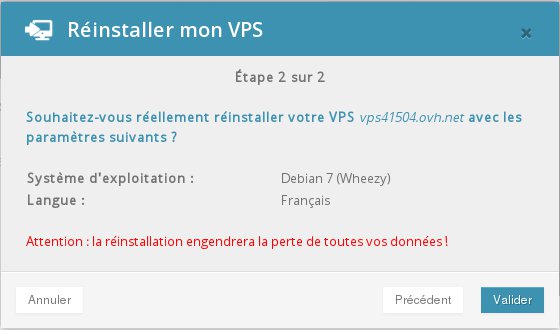 Réinstaller mon VPS
×
Étape 2 sur 2
Souhaitez-vous réellement réinstaller votre VPS vps41504.ovh.net avec les
paramètres suivants ?
Système d'exploitation : Debian 7 (Wheezy)
Langue : Français
Attention : la réinstallation engendrera la perte de toutes vos données !
Annuler Précédent Valider